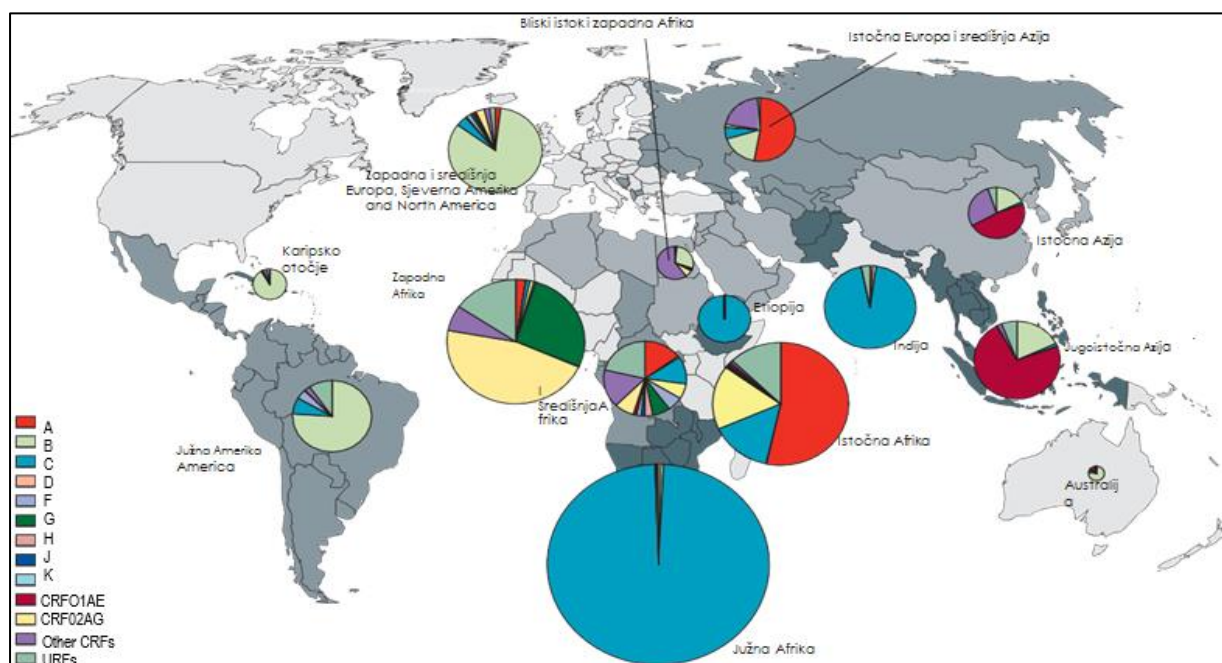 Bliski istok i zapadna Afrika
Istočna Europa i središnja Azija
Zapadna i središnja
Europa, Sjeverna Amerika
and North America
Istočna Azija
Karipsko
otočje
Zapadna
Afrika
Etiopija
Indija
Jugoistočna Azija
I
SredišnjaA
frika
Istočna Afrika
Južna Amerika
America
Australij
a
Južna Afrika
A
B
C
D
F
G
H
J
K
CRFO1AE
CRF02AG
Other CRFs
URFs